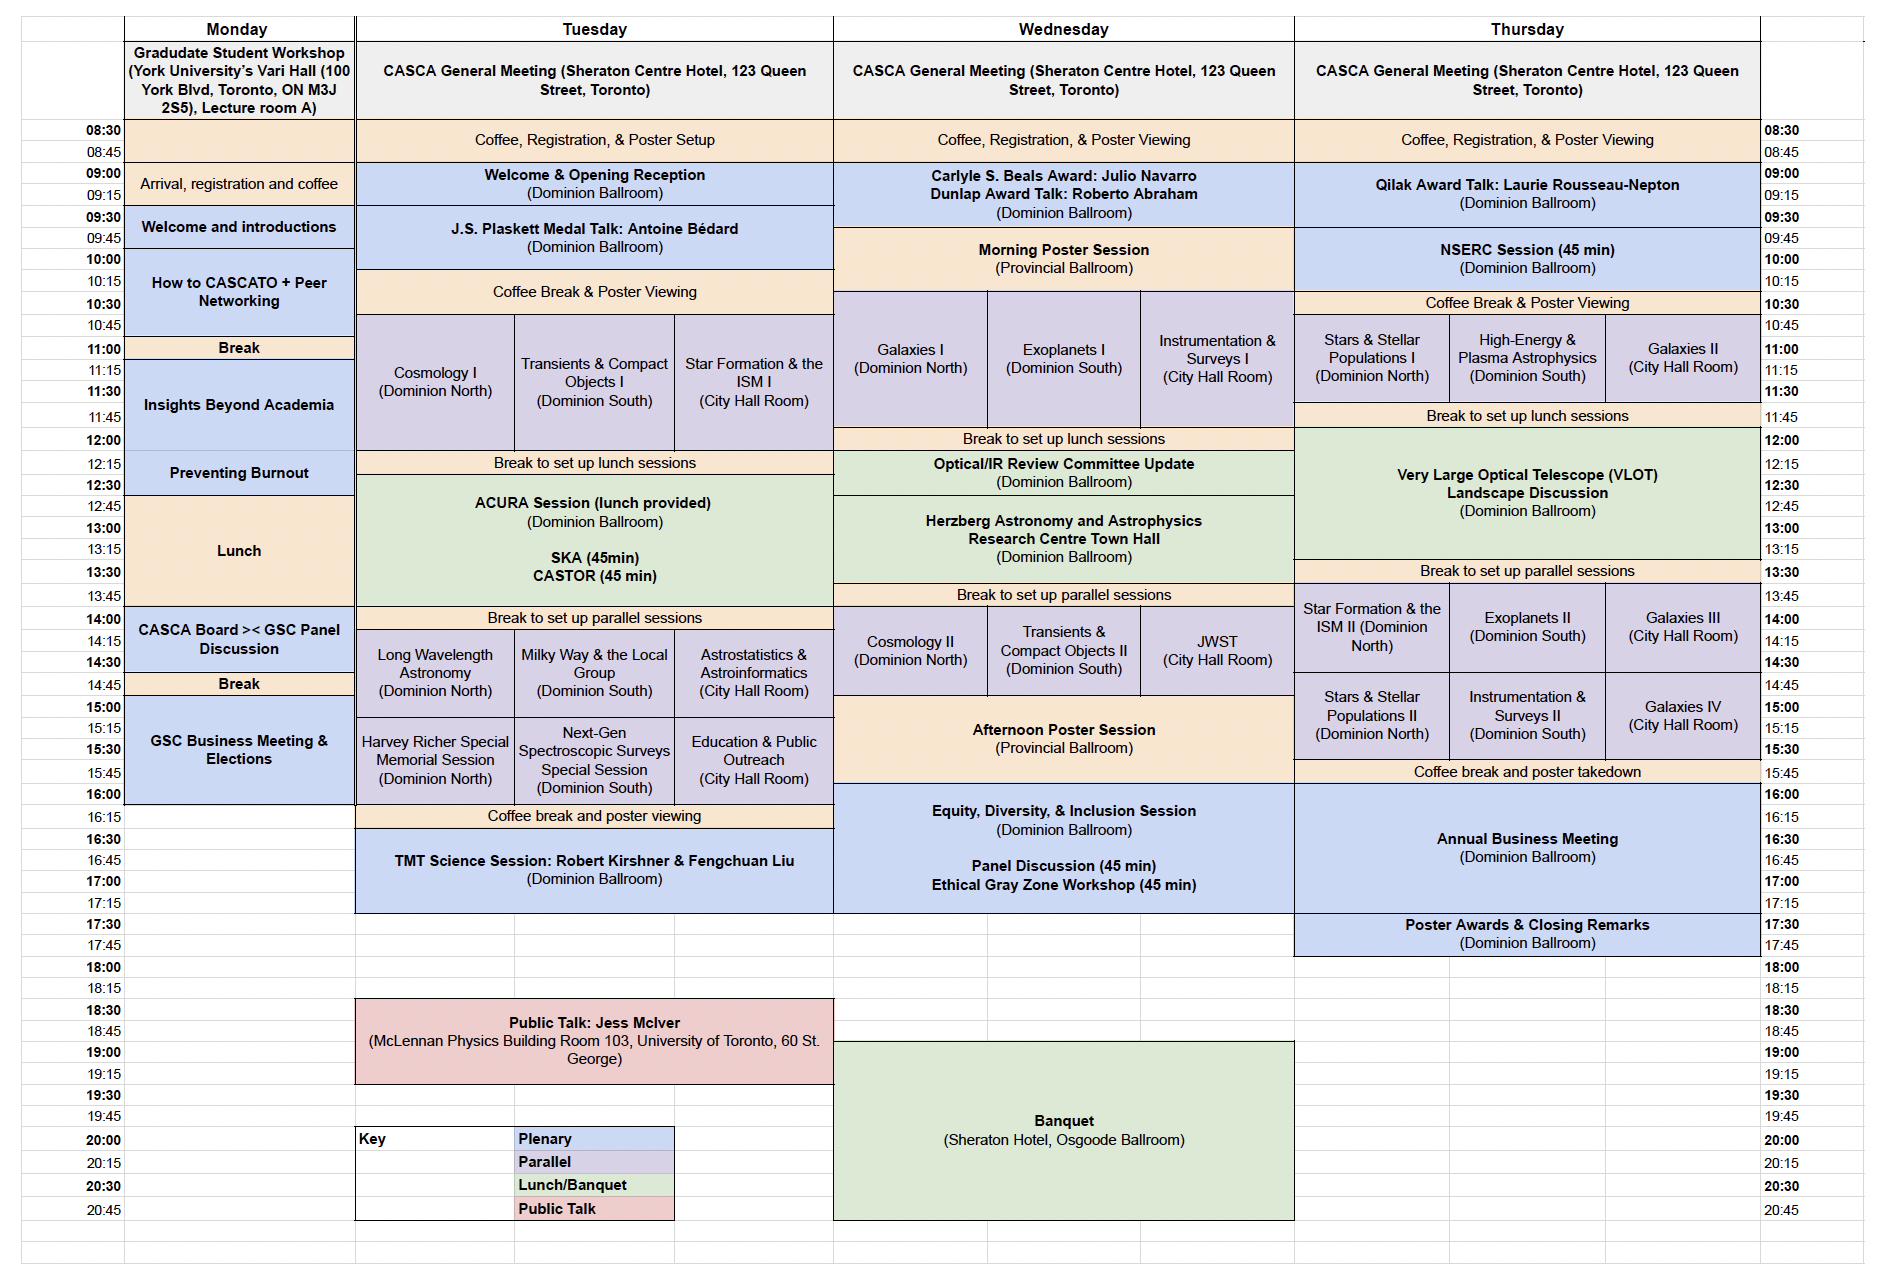 Monday
Tuesday
Wednesday
Thursday
Gradudate Student Workshop
(York University's Vari Hall (100
York Blvd, Toronto, ON M3J
2S5), Lecture room A)
CASCA General Meeting (Sheraton Centre Hotel, 123 Queen
Street, Toronto)
CASCA General Meeting (Sheraton Centre Hotel, 123 Queen
Street, Toronto)
CASCA General Meeting (Sheraton Centre Hotel, 123 Queen
Street, Toronto)
08:30
08:45
09:00
09:15
09:30
09:45
10:00
10:15
10:30
10:45
11:00
11:15
11:30
11:45
12:00
12:15
12:30
12:45
13:00
13:15
13:30
13:45
14:00
14:15
14:30
14:45
15:00
15:15
15:30
15:45
16:00
16:15
16:30
16:45
17:00
17:15
17:30
17:45
18:00
18:15
18:30
18:45
19:00
19:15
19:30
19:45
20:00
20:15
20:30
20:45
Arrival, registration and coffee
Welcome and introductions
How to CASCATO + Peer
Networking
Break
Insights Beyond Academia
Preventing Burnout
Lunch
CASCA Board >< GSC Panel
Discussion
Break
GSC Business Meeting &
Elections
Coffee, Registration, & Poster Setup
Welcome & Opening Reception
(Dominion Ballroom)
J.S. Plaskett Medal Talk: Antoine Bédard
(Dominion Ballroom)
Coffee Break & Poster Viewing
Cosmology I
(Dominion North)
Transients & Compact
Objects I
(Dominion South)
Star Formation & the
ISM I
(City Hall Room)
Break to set up lunch sessions
ACURA Session (lunch provided)
(Dominion Ballroom)
SKA (45min)
CASTOR (45 min)
Break to set up parallel sessions
Long Wavelength
Astronomy
(Dominion North)
Milky Way & the Local
Group
(Dominion South)
Astrostatistics &
Astroinformatics
(City Hall Room)
Harvey Richer Special
Memorial Session
(Dominion North)
Next-Gen
Spectroscopic Surveys
Special Session
(Dominion South)
Education & Public
Outreach
(City Hall Room)
Coffee break and poster viewing
TMT Science Session: Robert Kirshner & Fengchuan Liu
(Dominion Ballroom)
Public Talk: Jess McIver
(McLennan Physics Building Room 103, University of Toronto, 60 St.
George)
Key
Plenary
Parallel
Lunch/Banquet
Public Talk
Coffee, Registration, & Poster Viewing
Carlyle S. Beals Award: Julio Navarro
Dunlap Award Talk: Roberto Abraham
(Dominion Ballroom)
Morning Poster Session
(Provincial Ballroom)
Galaxies I
(Dominion North)
Exoplanets I
(Dominion South)
Instrumentation &
Surveys I
(City Hall Room)
Break to set up lunch sessions
Optical/IR Review Committee Update
(Dominion Ballroom)
Herzberg Astronomy and Astrophysics
Research Centre Town Hall
(Dominion Ballroom)
Break to set up parallel sessions
Cosmology II
(Dominion North)
Transients &
Compact Objects II
(Dominion South)
JWST
(City Hall Room)
Afternoon Poster Session
(Provincial Ballroom)
Equity, Diversity, & Inclusion Session
(Dominion Ballroom)
Panel Discussion (45 min)
Ethical Gray Zone Workshop (45 min)
Banquet
(Sheraton Hotel, Osgoode Ballroom)
Coffee, Registration, & Poster Viewing
Qilak Award Talk: Laurie Rousseau-Nepton
(Dominion Ballroom)
NSERC Session (45 min)
(Dominion Ballroom)
Coffee Break & Poster Viewing
Stars & Stellar
Populations I
(Dominion North)
High-Energy &
Plasma Astrophysics
(Dominion South)
Galaxies II
(City Hall Room)
Break to set up lunch sessions
Very Large Optical Telescope (VLOT)
Landscape Discussion
(Dominion Ballroom)
Break to set up parallel sessions
Star Formation & the
ISM II (Dominion
North)
Exoplanets II
(Dominion South)
Galaxies III
(City Hall Room)
Stars & Stellar
Populations II
(Dominion North)
Instrumentation &
Surveys II
(Dominion South)
Galaxies IV
(City Hall Room)
Coffee break and poster takedown
Annual Business Meeting
(Dominion Ballroom)
Poster Awards & Closing Remarks
(Dominion Ballroom)
08:30
08:45
09:00
09:15
09:30
09:45
10:00
10:15
10:30
10:45
11:00
11:15
11:30
11:45
12:00
12:15
12:30
12:45
13:00
13:15
13:30
13:45
14:00
14:15
14:30
14:45
15:00
15:15
15:30
15:45
16:00
16:15
16:30
16:45
17:00
17:15
17:30
17:45
18:00
18:15
18:30
18:45
19:00
19:15
19:30
19:45
20:00
20:15
20:30
20:45